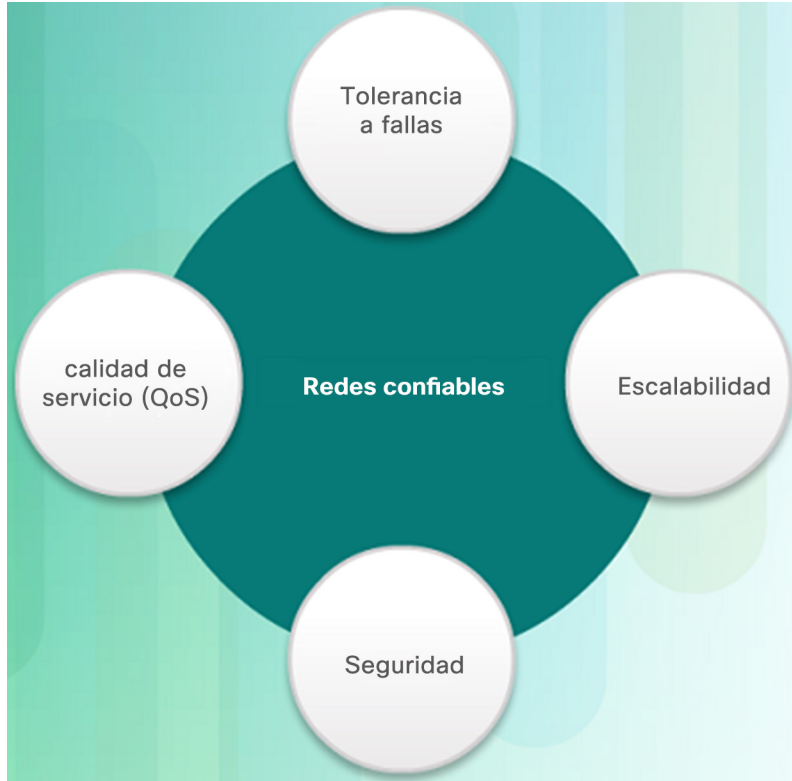 Tolerancia
a fallas
calidad de
servicio (QoS)
Redes confiables
Escalabilidad
Seguridad